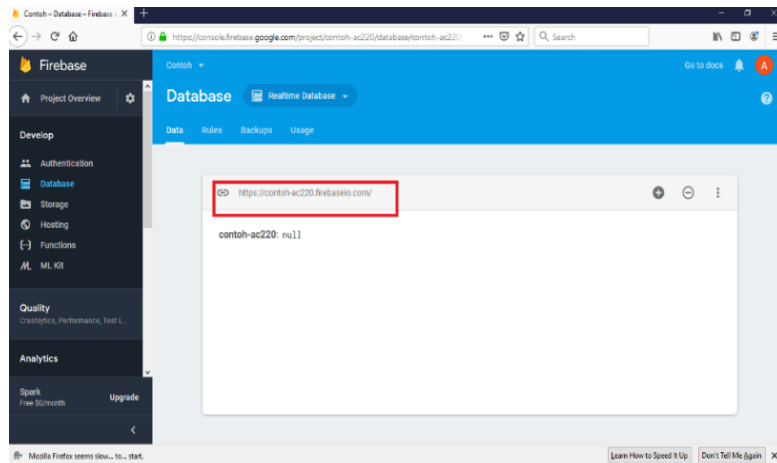 Contoh – Database – Firebase
https://console.firebase.google.com/project/contoh-ac220/database/contoh-ac220
Search
Firebase
Contoh
Go to docs
A
Project Overview
Database
Realtime Database
Develop
Data
Rules
Backups
Usage
Authentication
Database
Storage
Hosting
Functions
ML Kit
https://contoh-ac220.firebaseio.com/
contoh-ac220: null
Quality
Crashlytics, Performance, Test L...
Analytics
Spark
Free $0/month
Upgrade
Mozilla Firefox seems slow... to... start.
Learn How to Speed It Up
Don't Tell Me Again